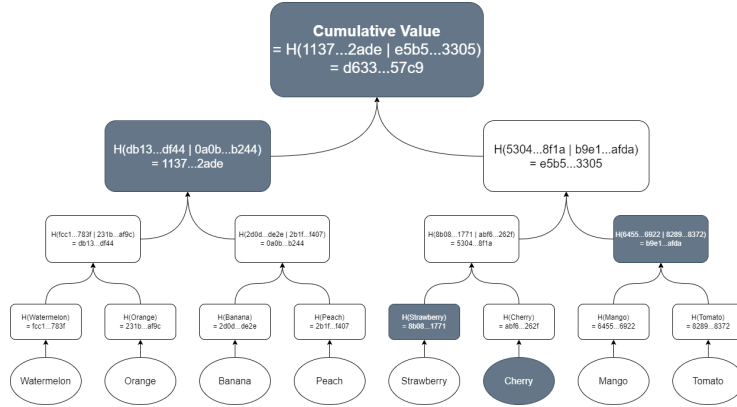 Cumulative Value
= H(1137...2ade | e5b5...3305)
= d633...57c9
H(db13...df44 | 0a0b...b244)
= 1137...2ade
H(5304...8f1a | b9e1...afda)
= e5b5...3305
H(fcc1...783f | 231b...af9c)
= db13...df44
H(2d0d...de2e | 2b1f...f407)
= 0a0b...b244
H(8b08...1771 | abf6...262f)
= 5304...8f1a
H(6455...6922 | 8289...8372)
= b9e1...afda
H(Watermelon)
= fcc1...783f
H(Orange)
= 231b...af9c
H(Banana)
= 2d0d...de2e
H(Peach)
= 2b1f...f407
H(Strawberry)
= 8b08...1771
H(Cherry)
= abf6...262f
H(Mango)
= 6455...6922
H(Tomato)
= 8289...8372
Watermelon
Orange
Banana
Peach
Strawberry
Cherry
Mango
Tomato